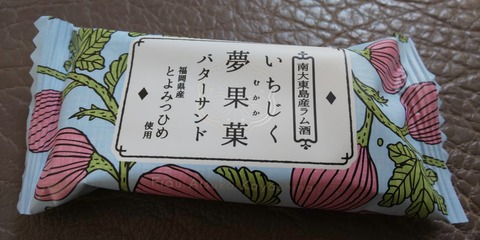 南大東島産ラム酒
いちじく
夢果菓
むかか
バターサンド
福岡県産
とよみつひめ
使用